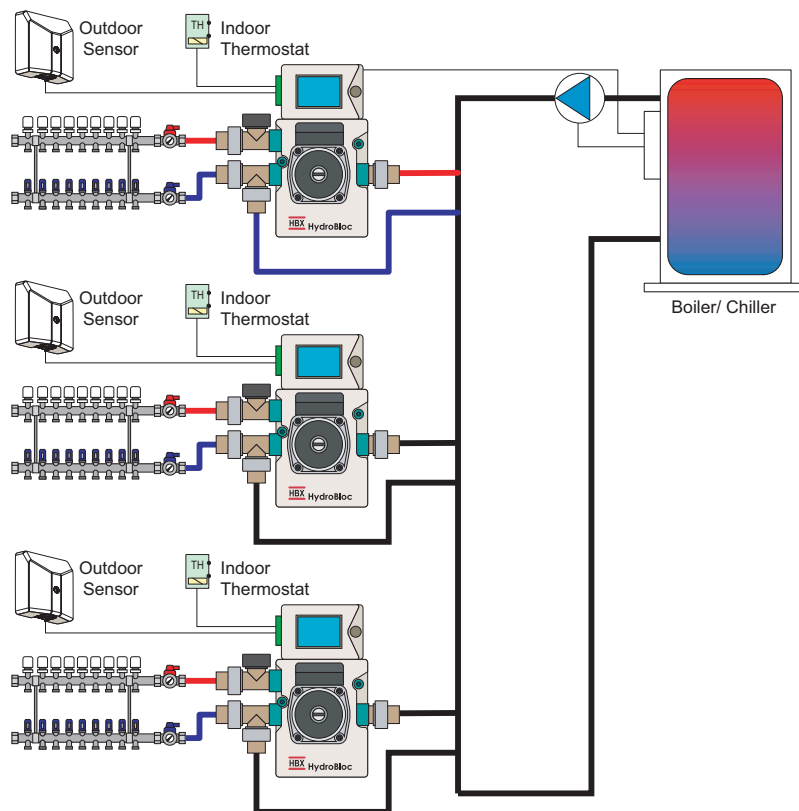 Outdoor
Sensor
TH
Indoor
Thermostat
HBX HydroBloc
Boiler/ Chiller
Outdoor
Sensor
TH
Indoor
Thermostat
HBX HydroBloc
Outdoor
Sensor
TH
Indoor
Thermostat
HBX HydroBloc